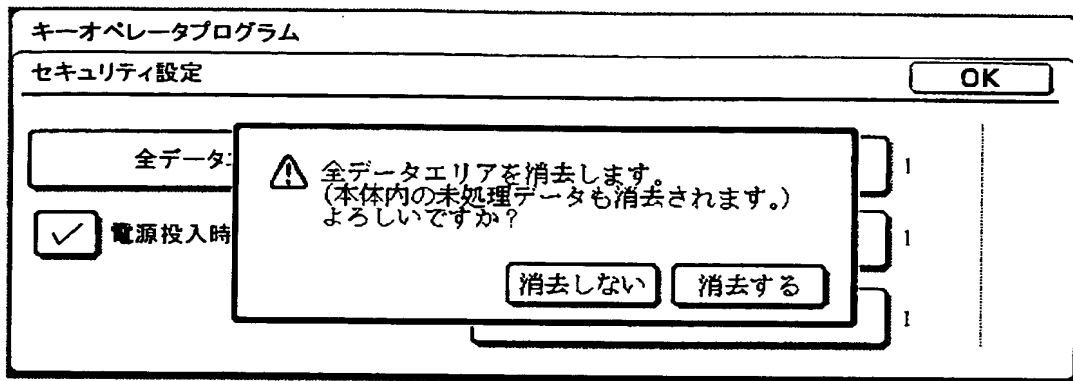 キーオペレータプログラム
セキュリティ設定
OK
全データ
全データエリアを消去します。
(本体内の未処理データも消去されます。)
よろしいですか?
1
電源投入時
1
消去しない
消去する
1